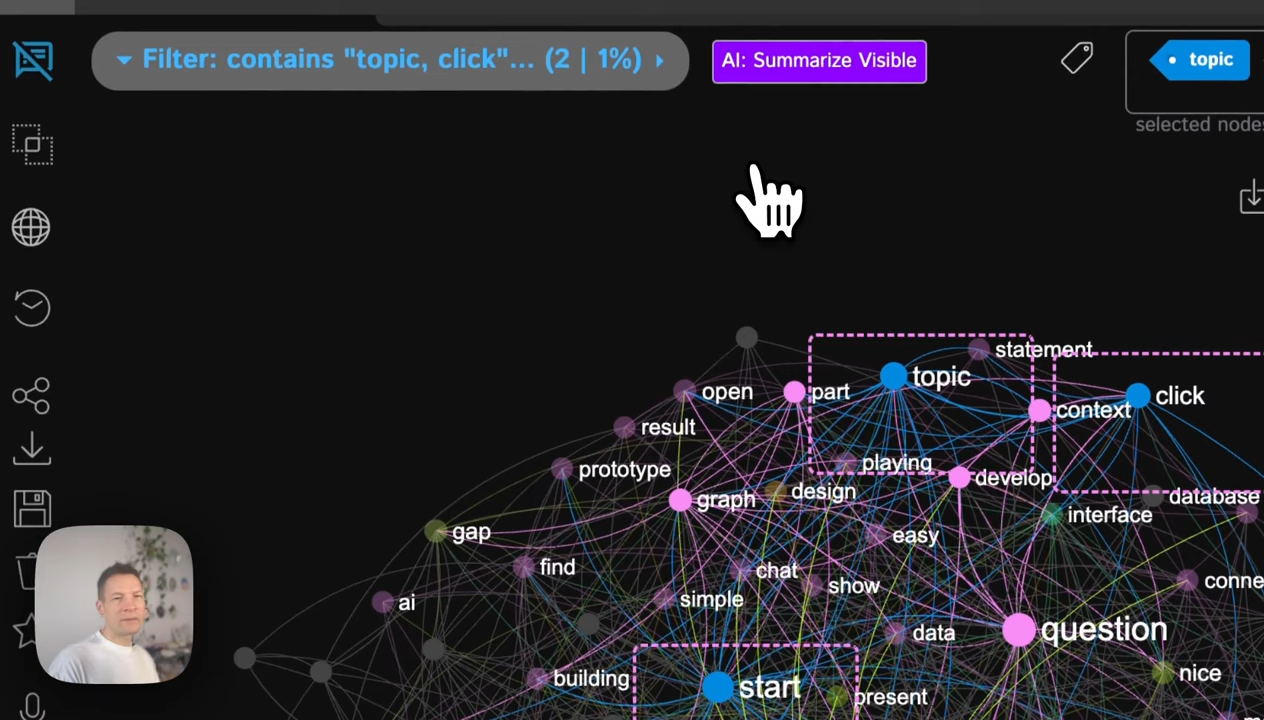 Filter: contains "topic, click"... (2 | 1%)
AI: Summarize Visible
topic
selected nodes
statement
topic
open
part
click
context
result
playing
prototype
develop
design
graph
database
interface
gap
easy
find
chat
show
conne
ai
simple
data
question
building
nice
start
present